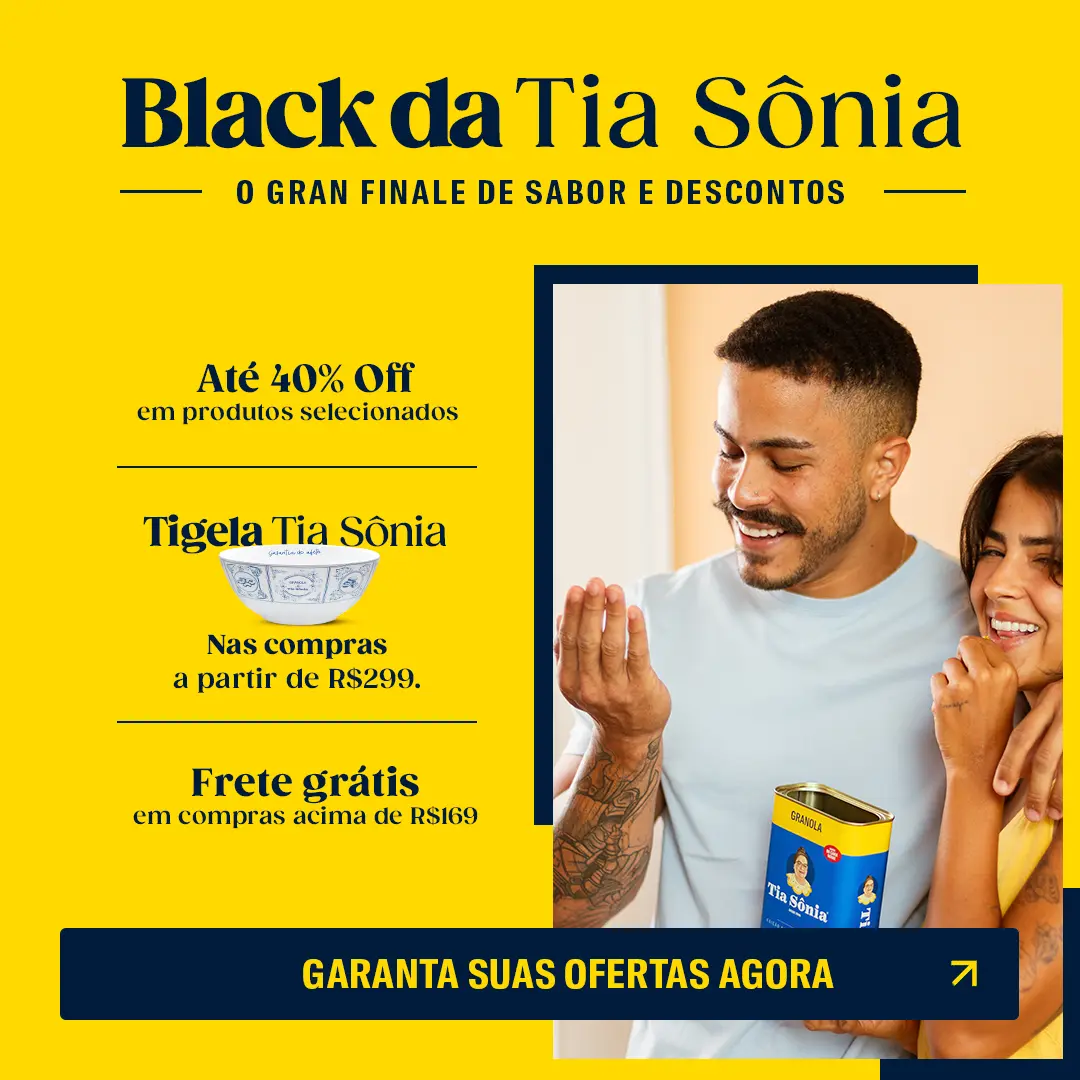 Black da Tia Sônia
O GRAN FINALE DE SABOR E DESCONTOS
Até 40% Off
em produtos selecionados
Tigela Tia Sônia
Nas compras
a partir de R$299.
Frete grátis
em compras acima de R$169
GRANOLA
Tia Sônia
GARANTA SUAS OFERTAS AGORA